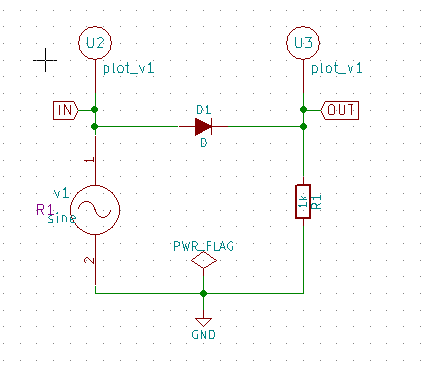 U2
U3
plot_v1
plot_v1
IN
D1
OUT
D
1
v1
R1
sine
1k
R1
2
PWR_FLAG
GND